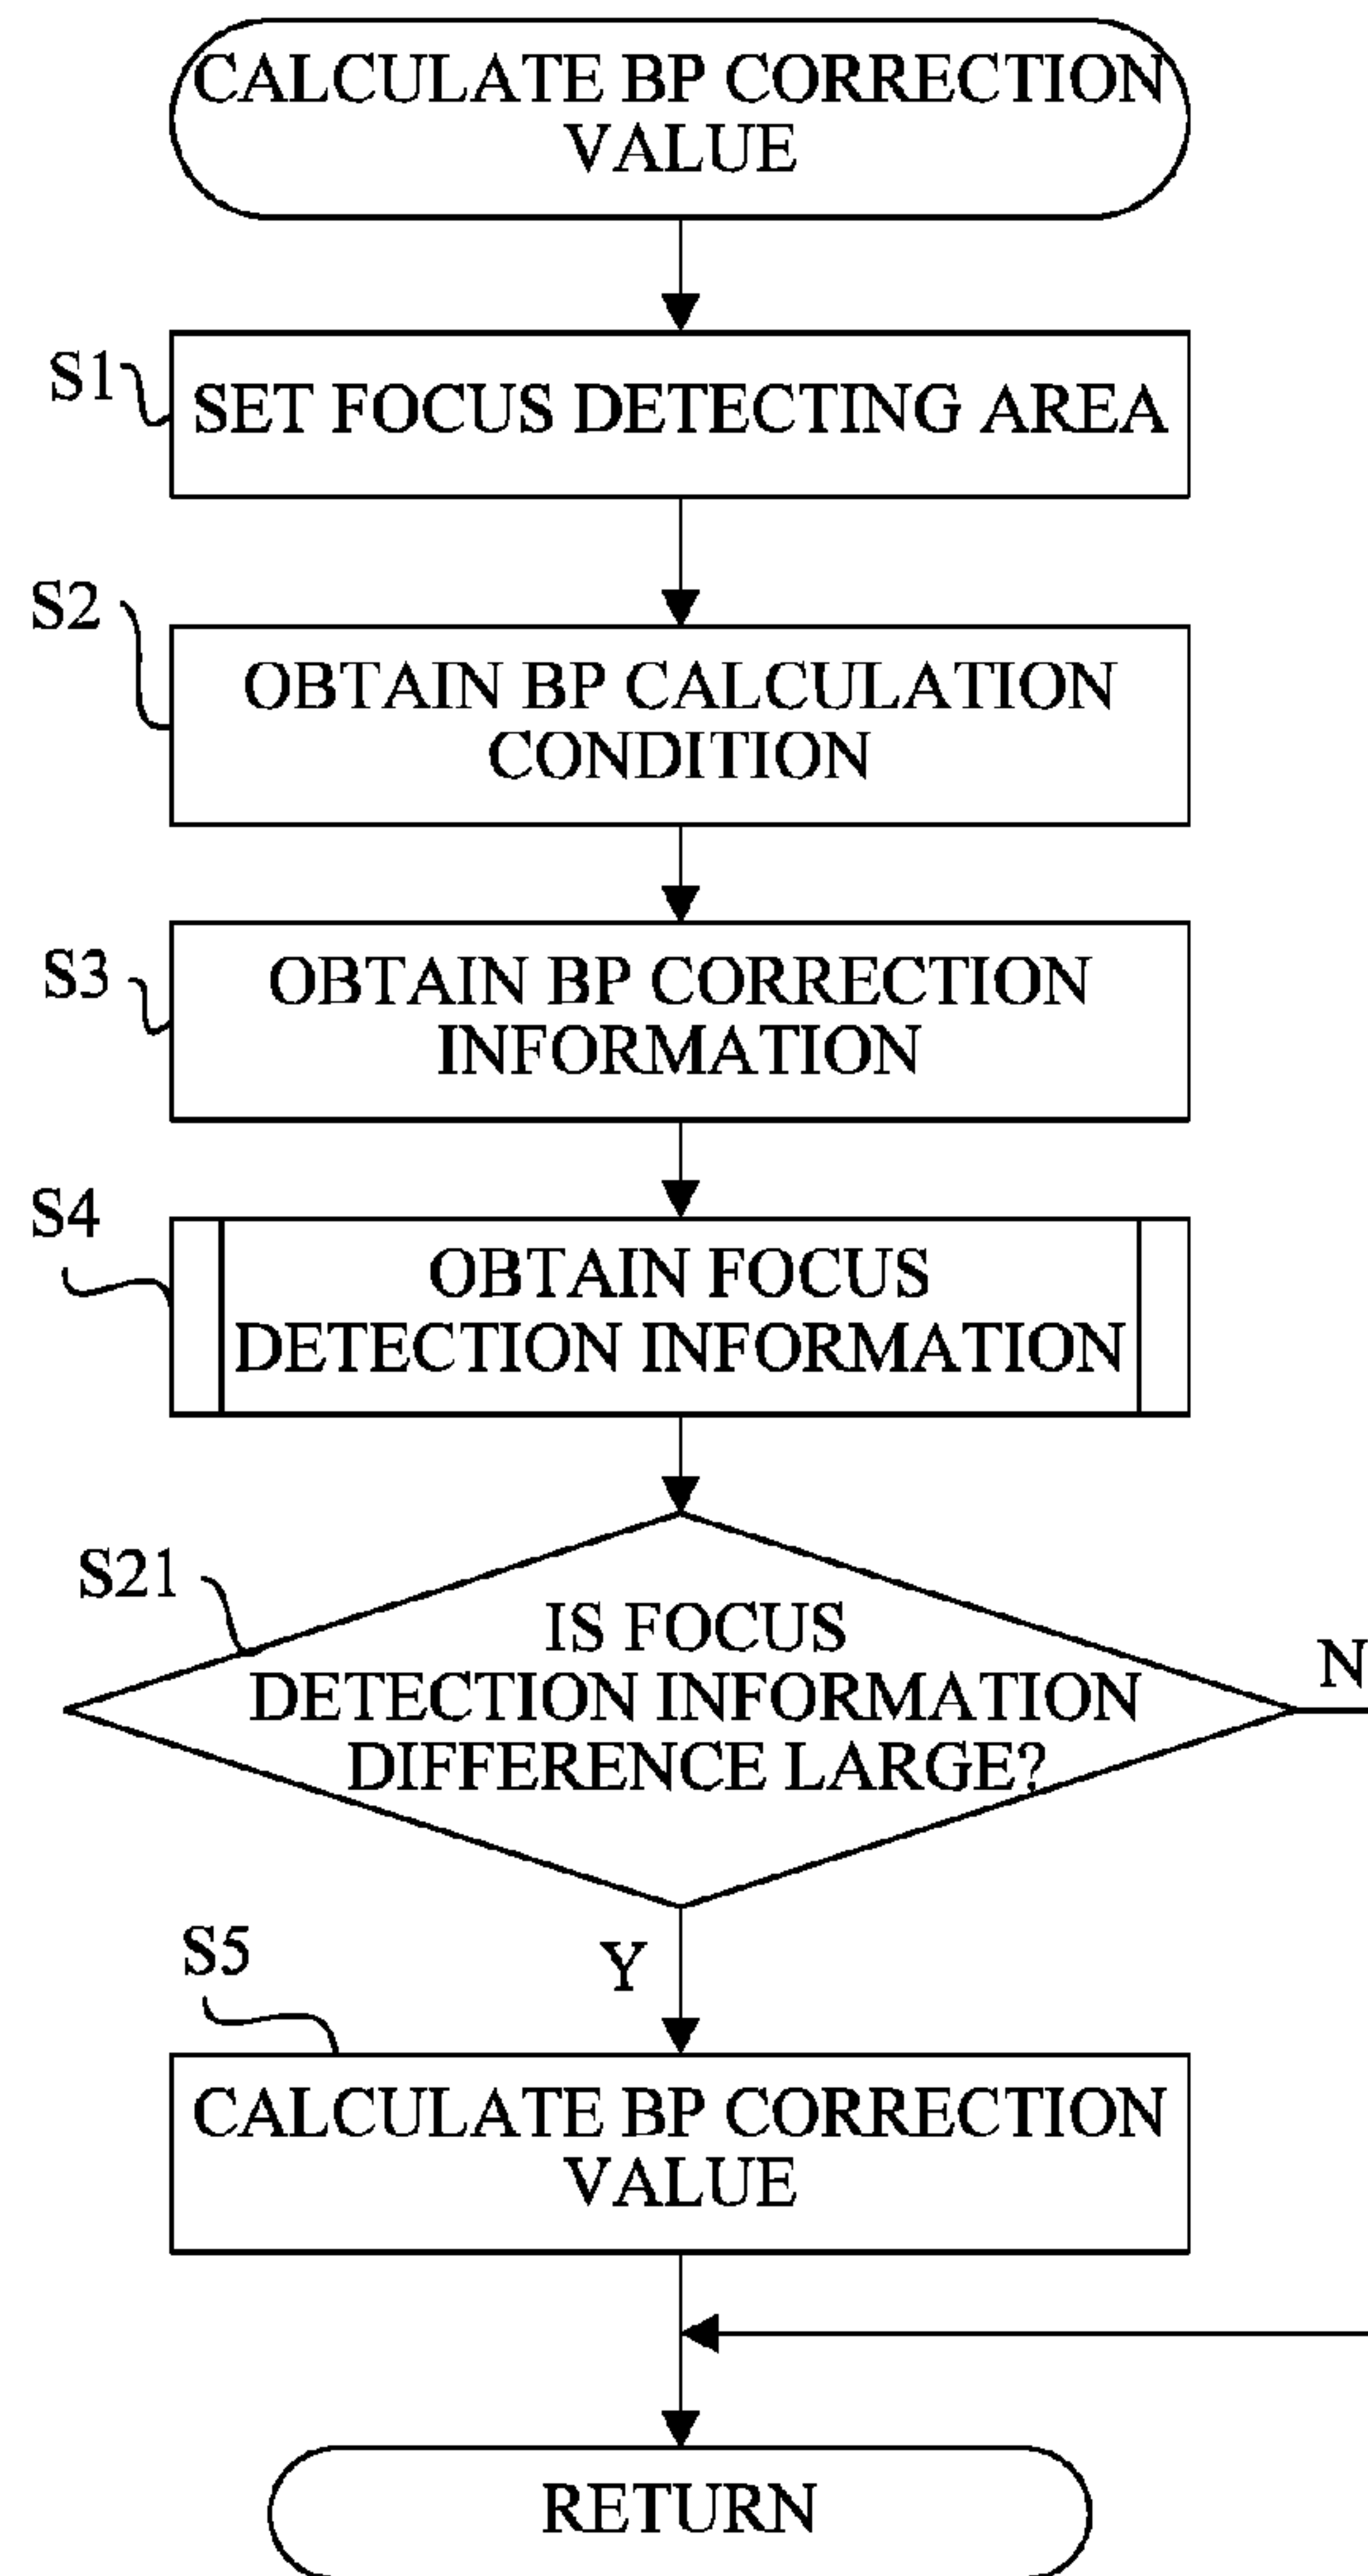 CALCULATE BP CORRECTION
VALUE
S1
SET FOCUS DETECTING AREA
S2
OBTAIN BP CALCULATION
CONDITION
S3
OBTAIN BP CORRECTION
INFORMATION
S4
OBTAIN FOCUS
DETECTION INFORMATION
S21
IS FOCUS
DETECTION INFORMATION
DIFFERENCE LARGE?
N
Y
S5
CALCULATE BP CORRECTION
VALUE
RETURN